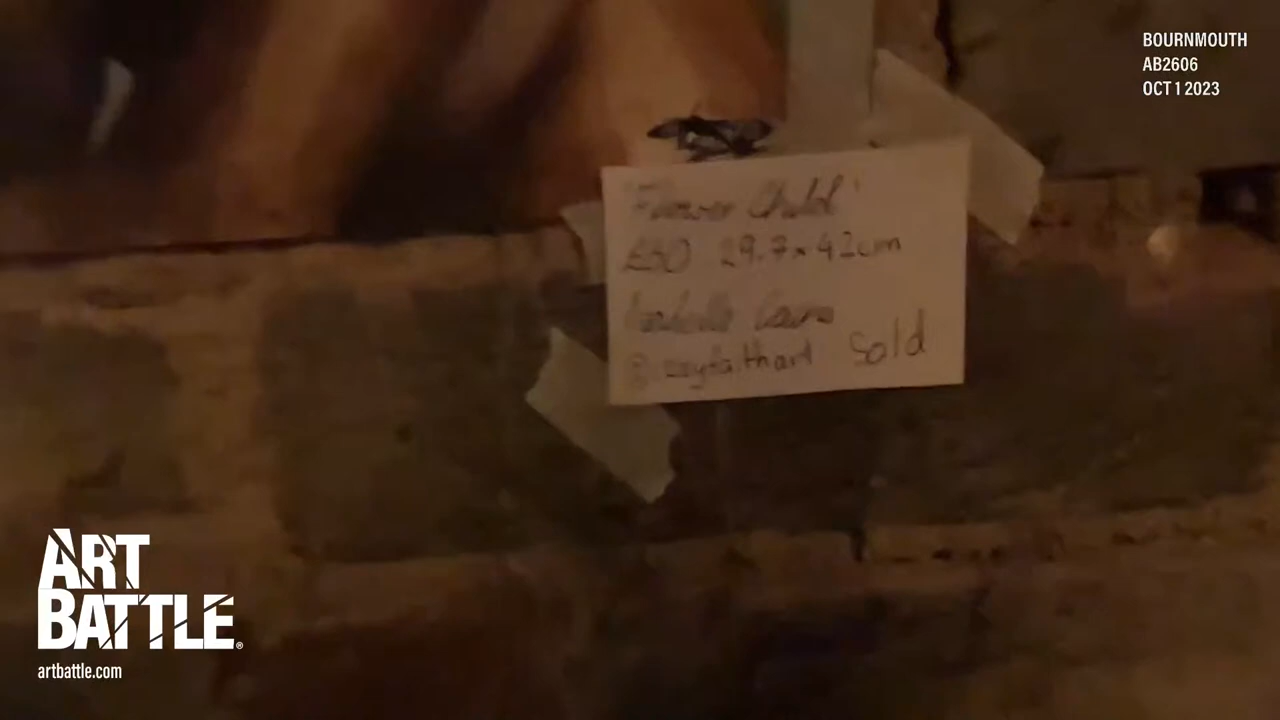 BOURNMOUTH
AB2606
OCT 1 2023
'Flower Child'
£50 29.7x42cm
Sold
ART
BATTLE®
artbattle.com